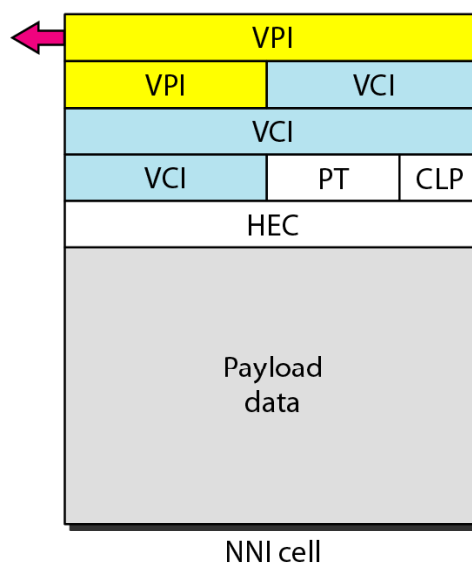 VPI
VPI VCI
VCI
VCI PT CLP
HEC
Payload
data
NNI cell